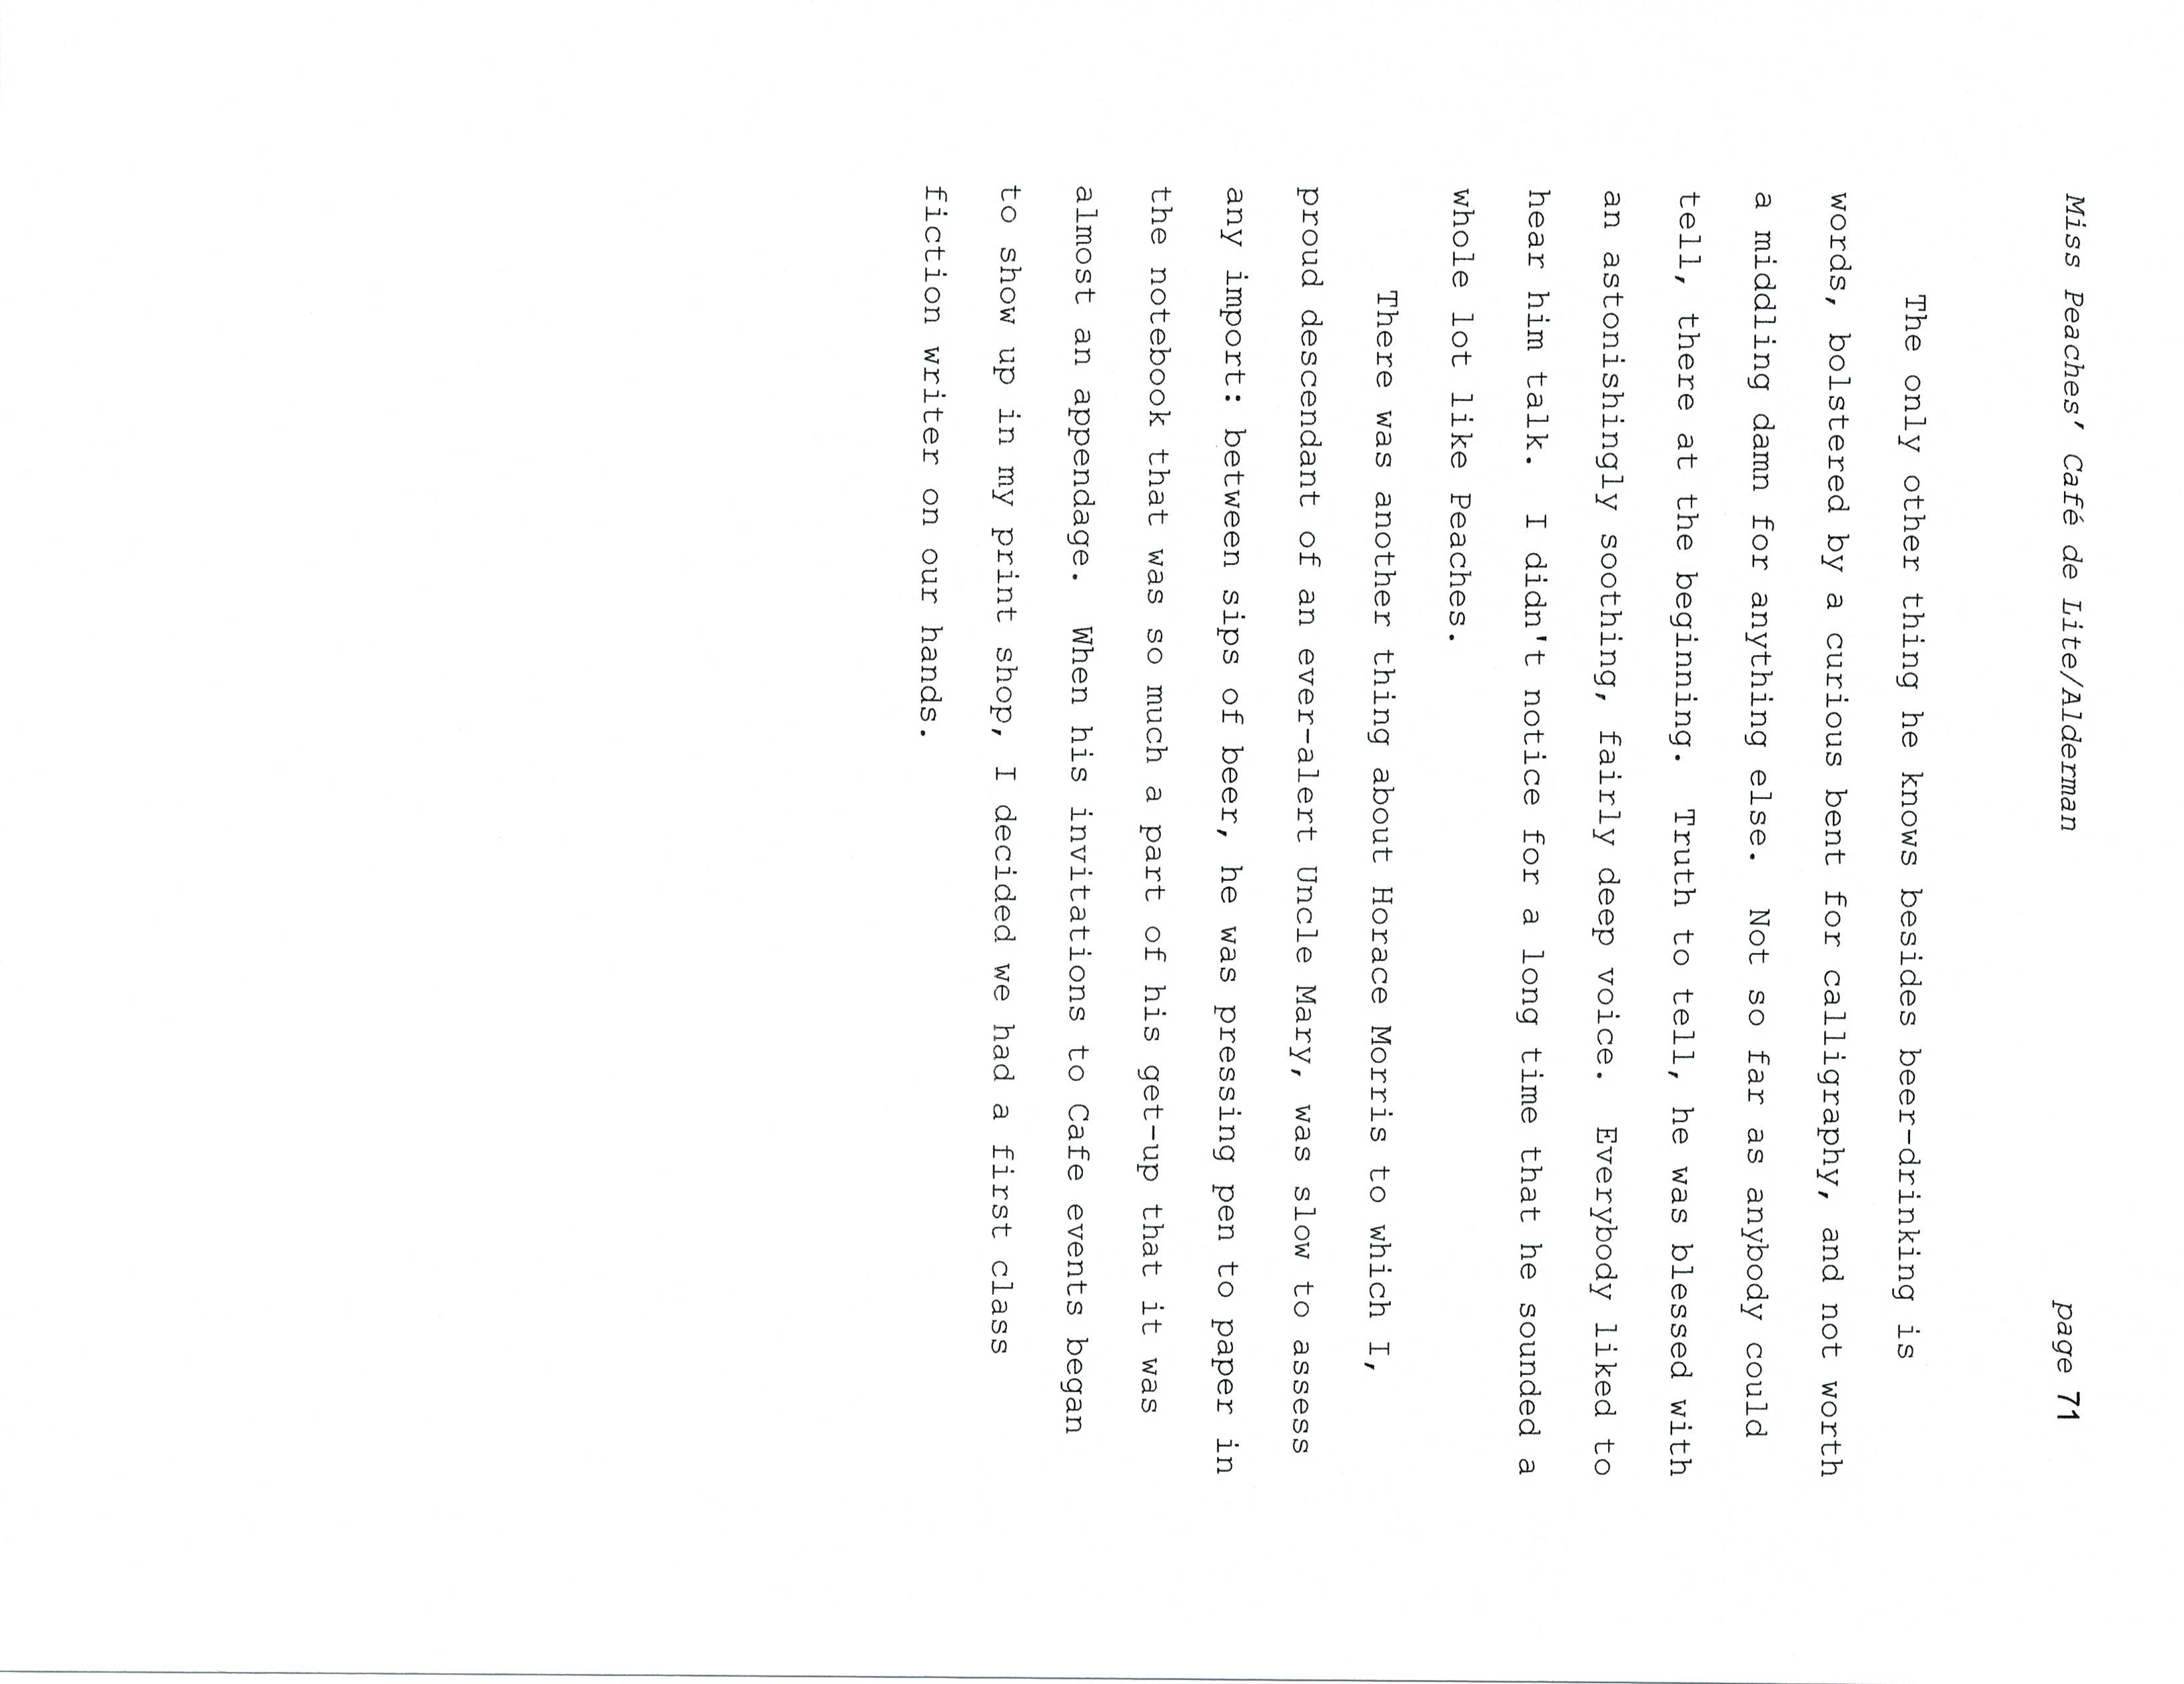 Miss Peaches’ Café de Lite/Alderman page 71
The only other thing he knows besides beer-drinking is
words, bolstered by a curious bent for calligraphy, and not worth
a middling damn for anything else. Not so far as anybody could
tell, there at the beginning. Truth to tell, he was blessed with
an astonishingly soothing, fairly deep voice. Everybody liked to
hear him talk. I didn't notice for a long time that he sounded a
whole lot like Peaches.
There was another thing about Horace Morris to which I,
proud descendant of an ever-alert Uncle Mary, was slow to assess
any import: between sips of beer, he was pressing pen to paper in
the notebook that was so much a part of his get-up that it was
almost an appendage. When his invitations to Cafe events began
to show up in my print shop, I decided we had a first class
fiction writer on our hands.